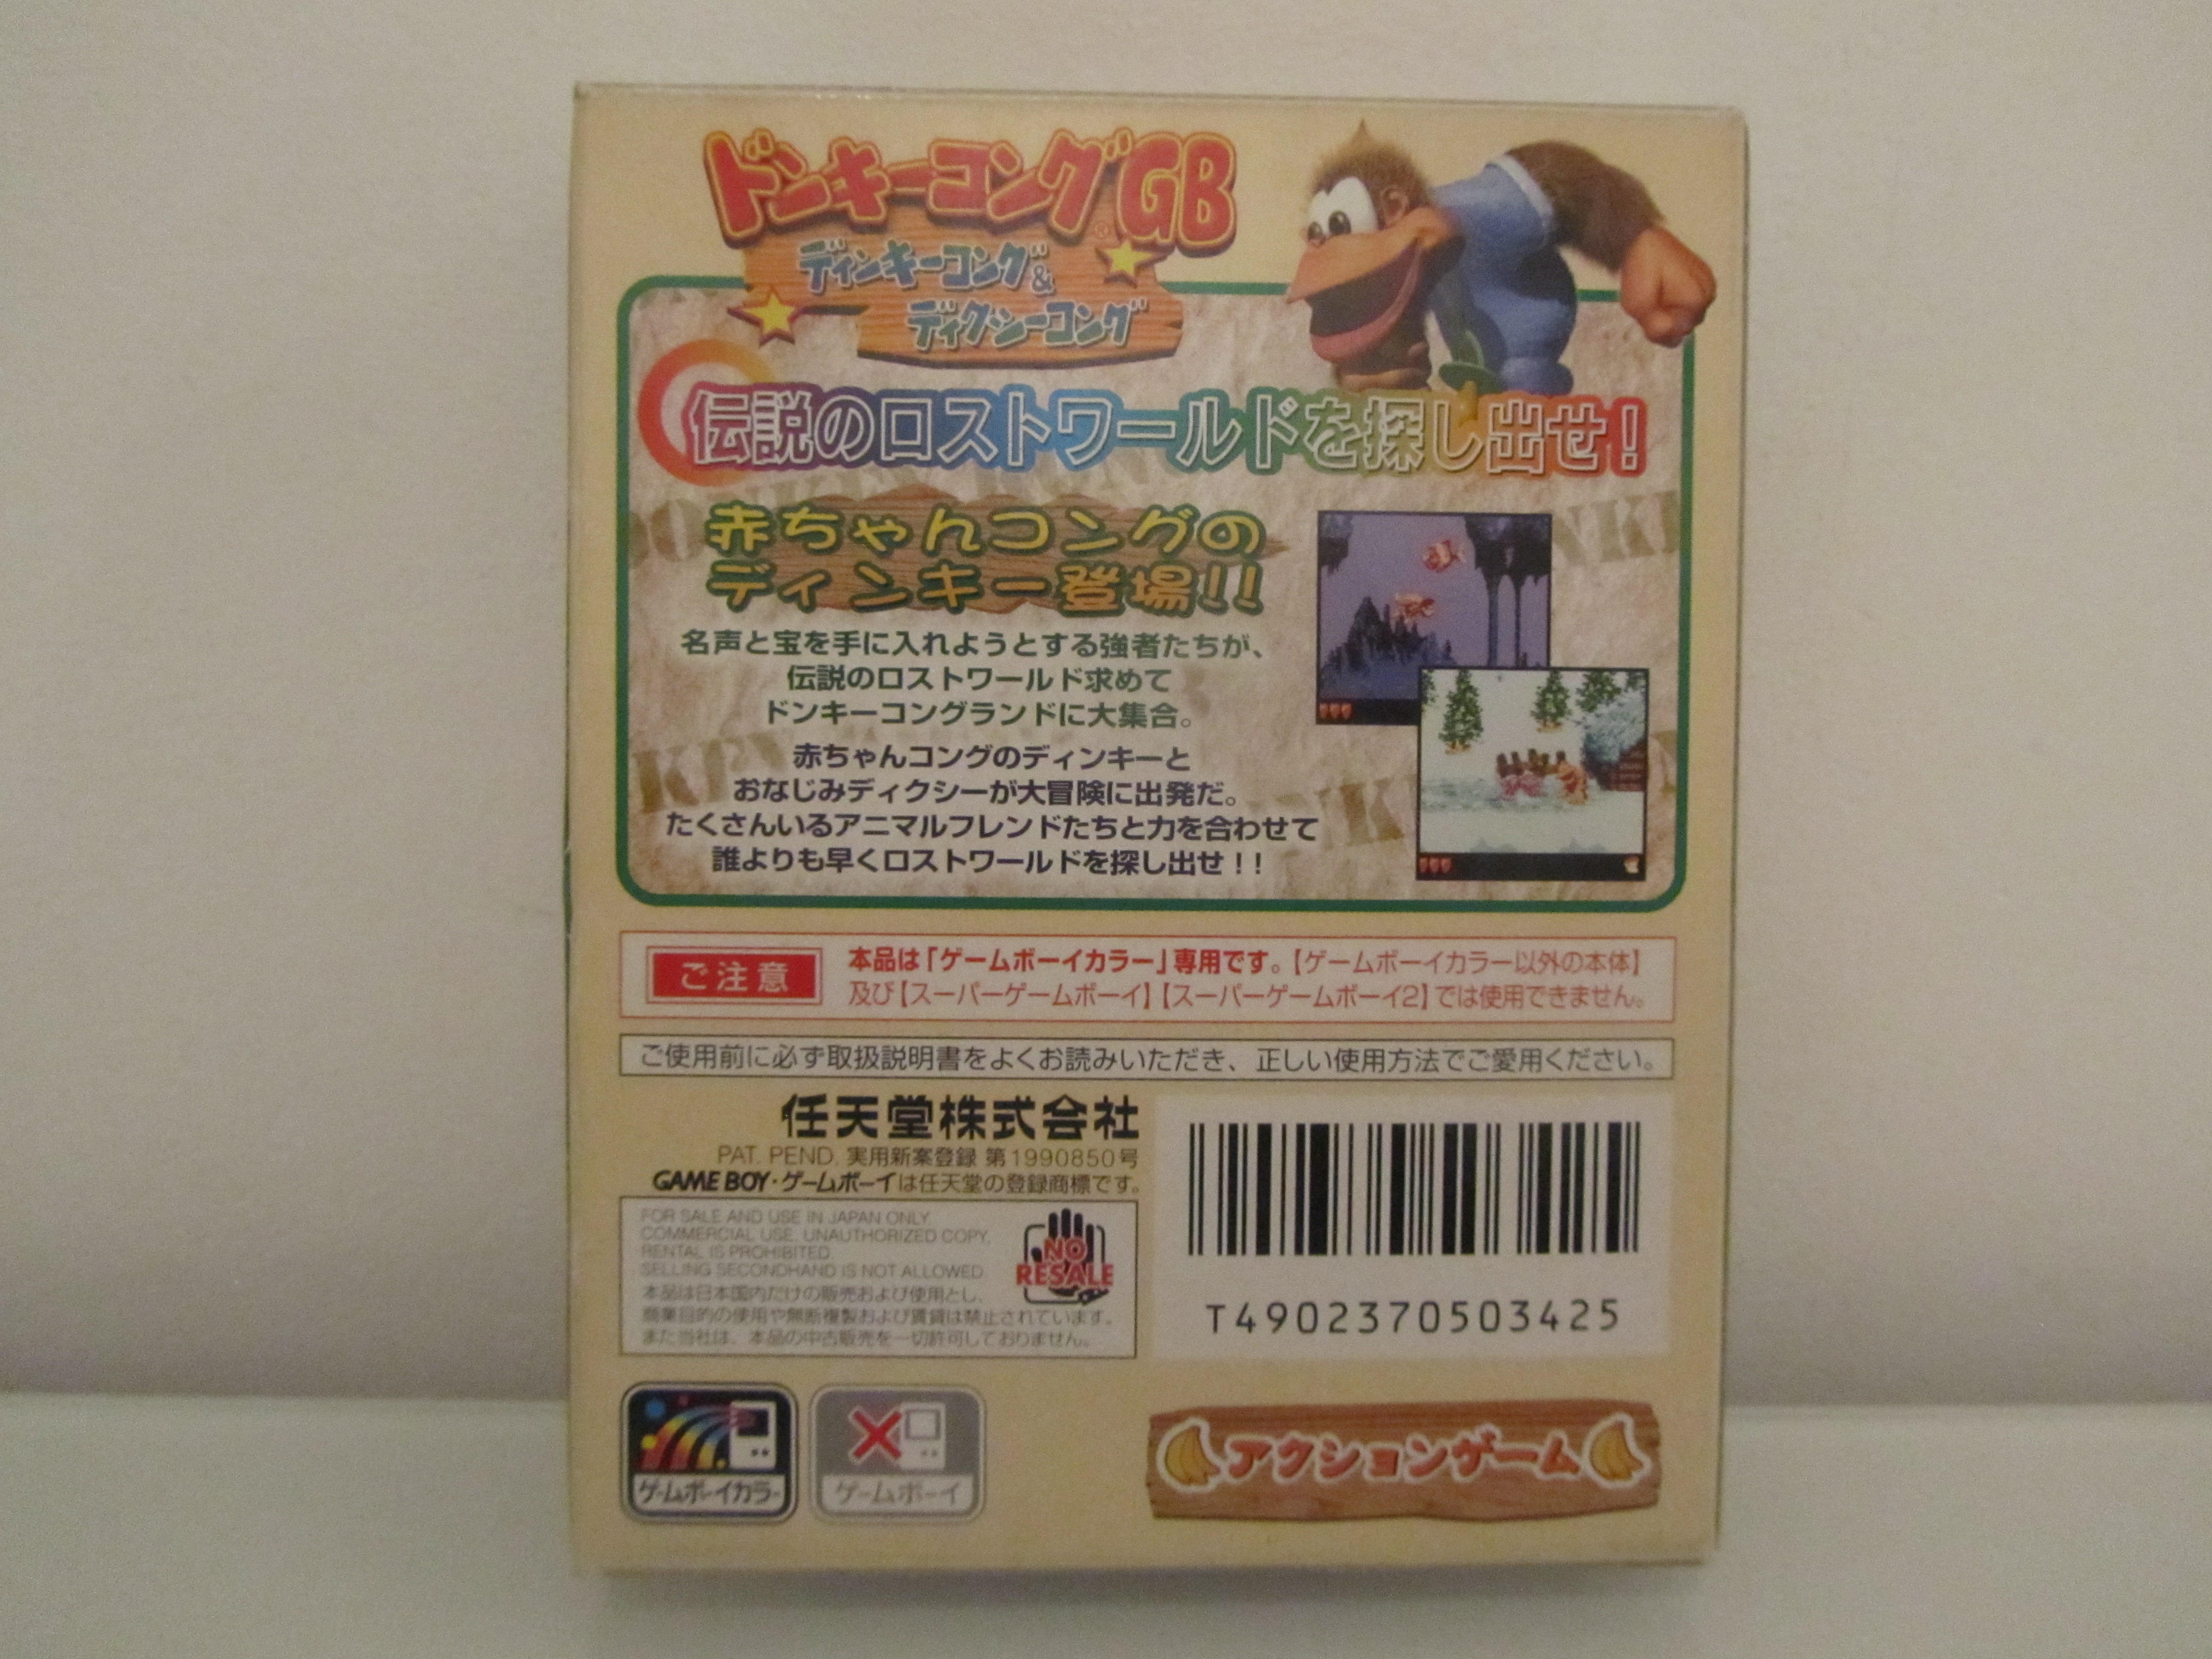 ドンキーコングGB
ディンキーコング&
ディクシーコング
伝説のロストワールドを探し出せ!
赤ちゃんコングの
ディンキー登場!!
名声と宝を手に入れようとする強者たちが、
伝説のロストワールド求めて
ドンキーコングランドに大集合。
赤ちゃんコングのディンキーと
おなじみディクシーが大冒険に出発だ。
たくさんいるアニマルフレンドたちと力を合わせて
誰よりも早くロストワールドを探し出せ!!
ご注意
本品は「ゲームボーイカラー」専用です。【ゲームボーイカラー以外の本体】
及び【スーパーゲームボーイ】【スーパーゲームボーイ2】では使用できません。
ご使用前に必ず取扱説明書をよくお読みいただき、正しい使用方法でご愛用ください。
任天堂株式会社
PAT. PEND. 実用新案登録 第1990850号
GAME BOY・ゲームボーイは任天堂の登録商標です。
FOR SALE AND USE IN JAPAN ONLY.
COMMERCIAL USE, UNAUTHORIZED COPY,
RENTAL IS PROHIBITED.
SELLING SECONDHAND IS NOT ALLOWED.
本品は日本国内だけの販売および使用とし、
商業目的の使用や無断複製および賃貸は禁止されています。
また当社は、本品の中古販売を一切許可しておりません。
NO
RESALE
T4902370503425
ゲームボーイカラー
ゲームボーイ
アクションゲーム